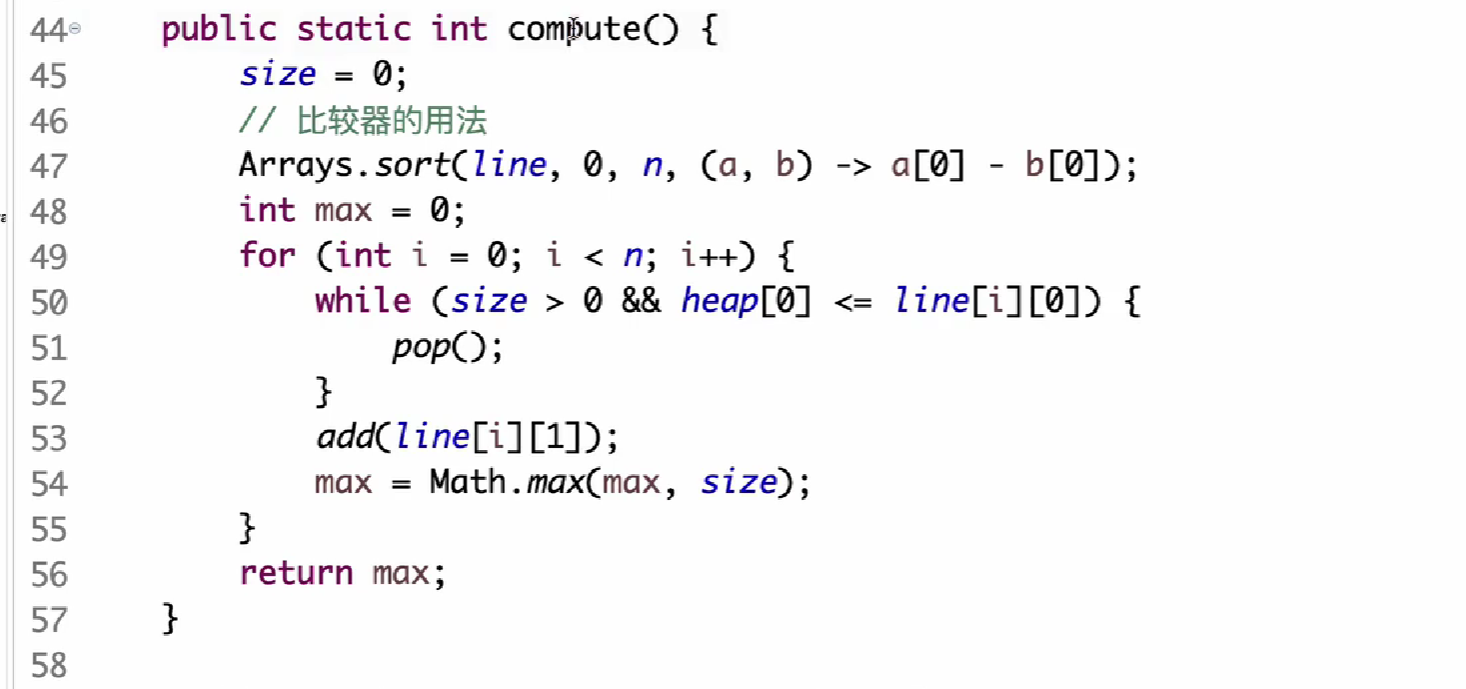 44 public static int compute() {
45 size = 0;
46 // 比较器的用法
47 Arrays.sort(line, 0, n, (a, b) -> a[0] - b[0]);
48 int max = 0;
49 for (int i = 0; i < n; i++) {
50 while (size > 0 && heap[0] <= line[i][0]) {
51 pop();
52 }
53 add(line[i][1]);
54 max = Math.max(max, size);
55 }
56 return max;
57 }
58